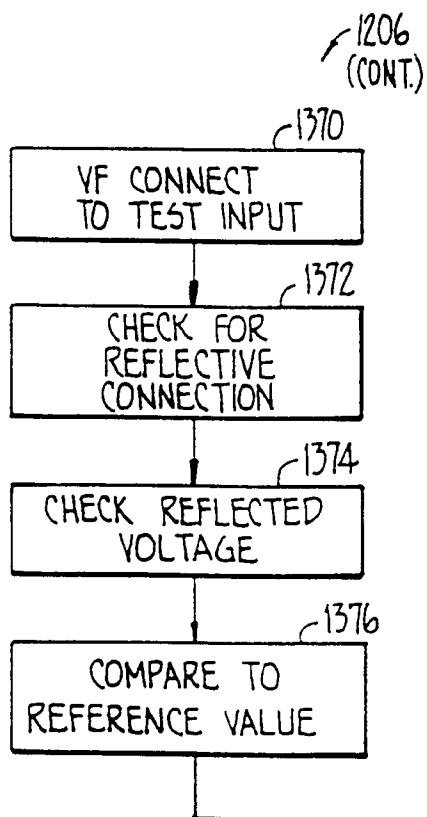 1206
(CONT.)
1370
VF CONNECT
TO TEST INPUT
1372
CHECK FOR
REFLECTIVE
CONNECTION
1374
CHECK REFLECTED
VOLTAGE
1376
COMPARE TO
REFERENCE VALUE